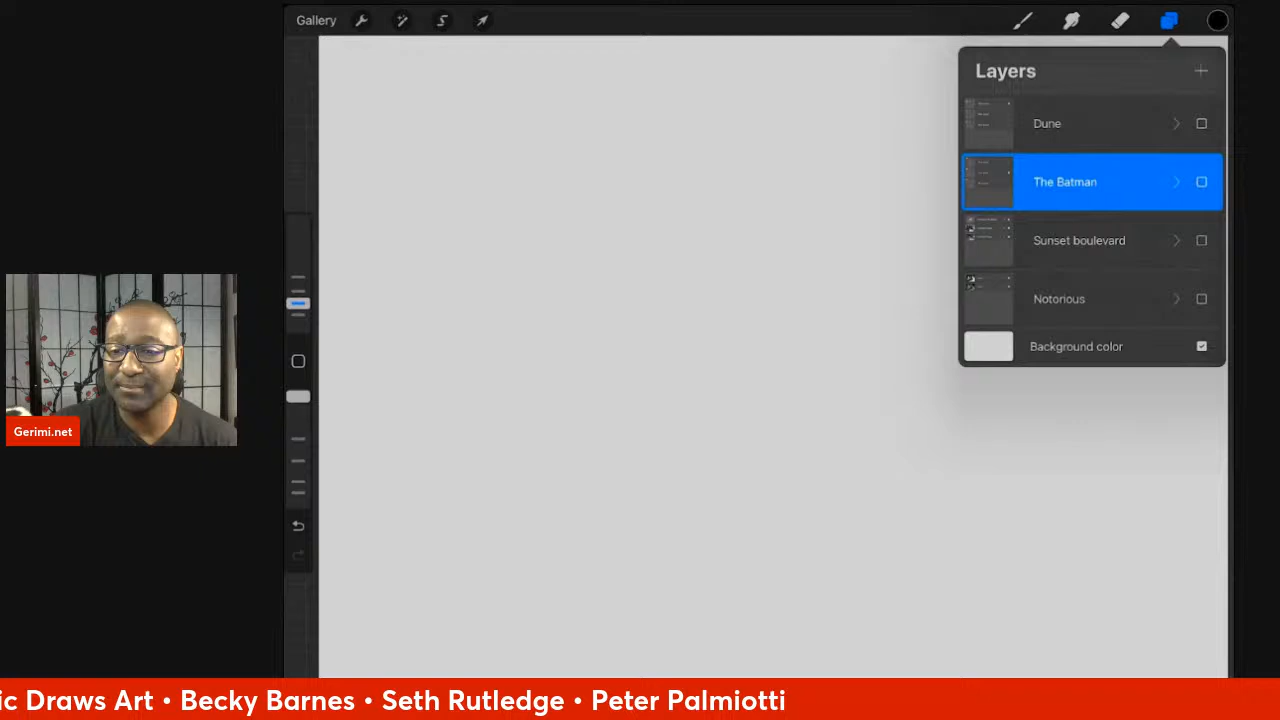 Gallery
Layers
Dune
The Batman
Sunset boulevard
Notorious
Background color
Gerimi.net
ic Draws Art • Becky Barnes • Seth Rutledge • Peter Palmiotti